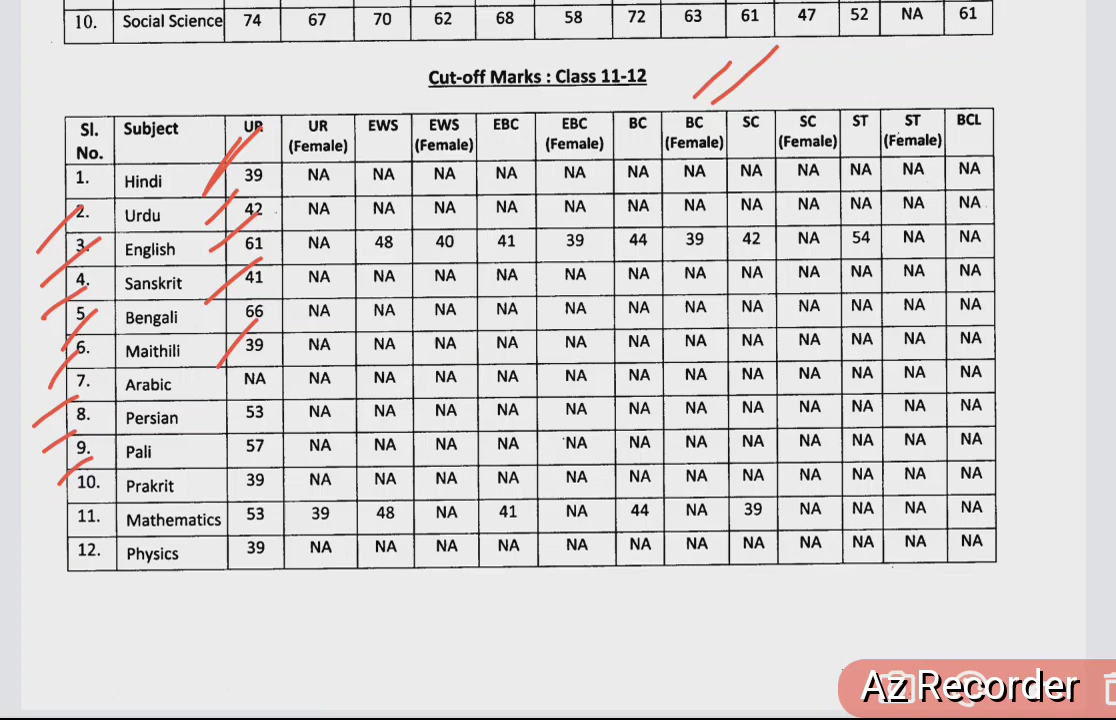 10. Social Science 74 67 70 62 68 58 72 63 61 47 52 NA 61
Cut-off Marks : Class 11-12
Sl. No. Subject UR UR (Female) EWS EWS (Female) EBC EBC (Female) BC BC (Female) SC SC (Female) ST ST (Female) BCL
1. Hindi 39 NA NA NA NA NA NA NA NA NA NA NA NA
2. Urdu 42 NA NA NA NA NA NA NA NA NA NA NA NA
3. English 61 NA 48 40 41 39 44 39 42 NA 54 NA NA
4. Sanskrit 41 NA NA NA NA NA NA NA NA NA NA NA NA
5. Bengali 66 NA NA NA NA NA NA NA NA NA NA NA NA
6. Maithili 39 NA NA NA NA NA NA NA NA NA NA NA NA
7. Arabic NA NA NA NA NA NA NA NA NA NA NA NA NA
8. Persian 53 NA NA NA NA NA NA NA NA NA NA NA NA
9. Pali 57 NA NA NA NA NA NA NA NA NA NA NA NA
10. Prakrit 39 NA NA NA NA NA NA NA NA NA NA NA NA
11. Mathematics 53 39 48 NA 41 NA 44 NA 39 NA NA NA NA
12. Physics 39 NA NA NA NA NA NA NA NA NA NA NA NA
Az Recorder